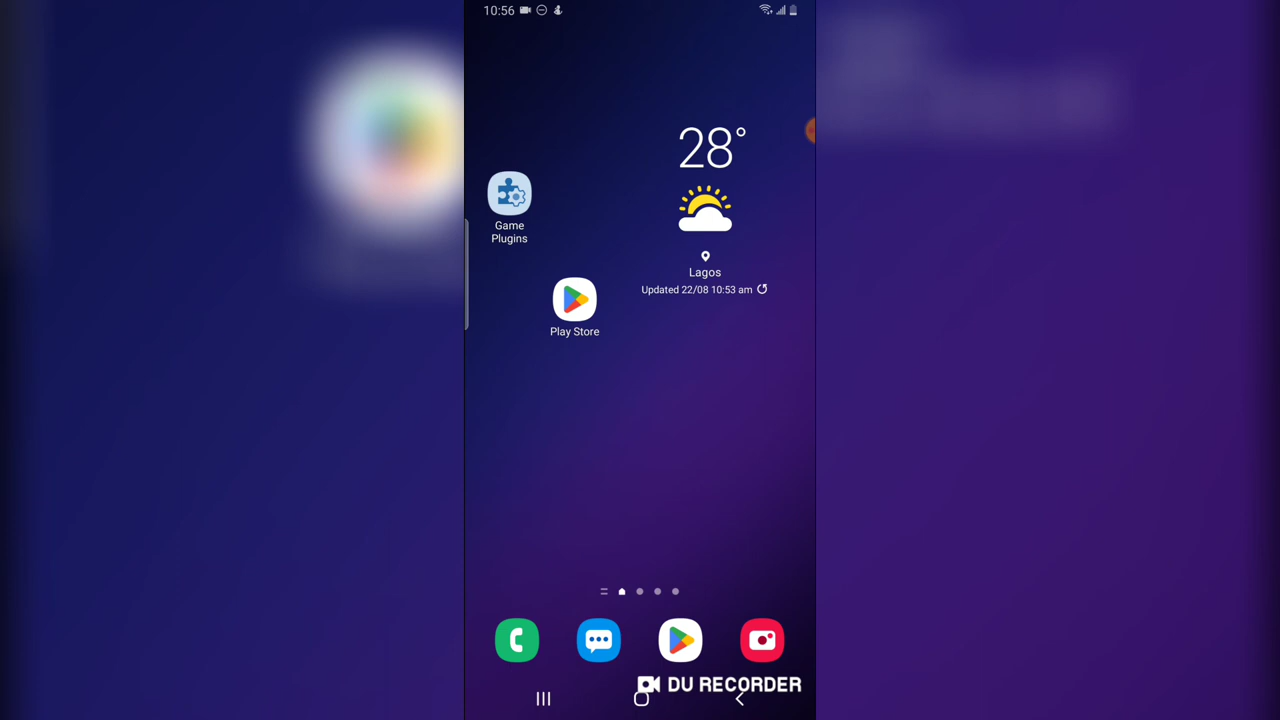 10:56
28°
Game
Plugins
Lagos
Updated 22/08 10:53 am
Play Store
DU RECORDER